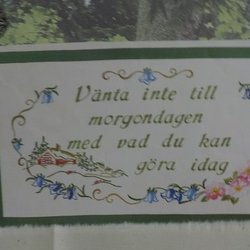 Vänta inte till
morgondagen
med vad du kan
göra idag